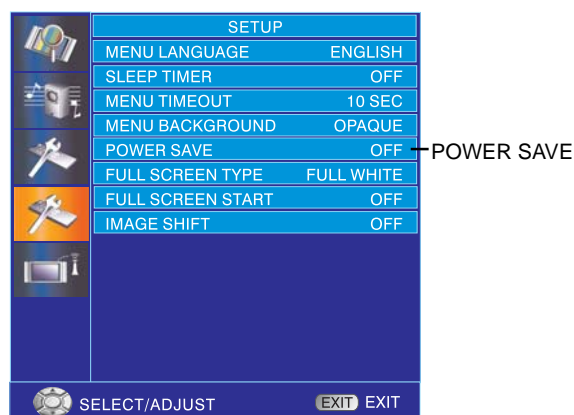 SETUP
MENU LANGUAGE ENGLISH
SLEEP TIMER OFF
MENU TIMEOUT 10 SEC
MENU BACKGROUND OPAQUE
POWER SAVE OFF POWER SAVE
FULL SCREEN TYPE FULL WHITE
FULL SCREEN START OFF
IMAGE SHIFT OFF
SELECT/ADJUST EXIT EXIT